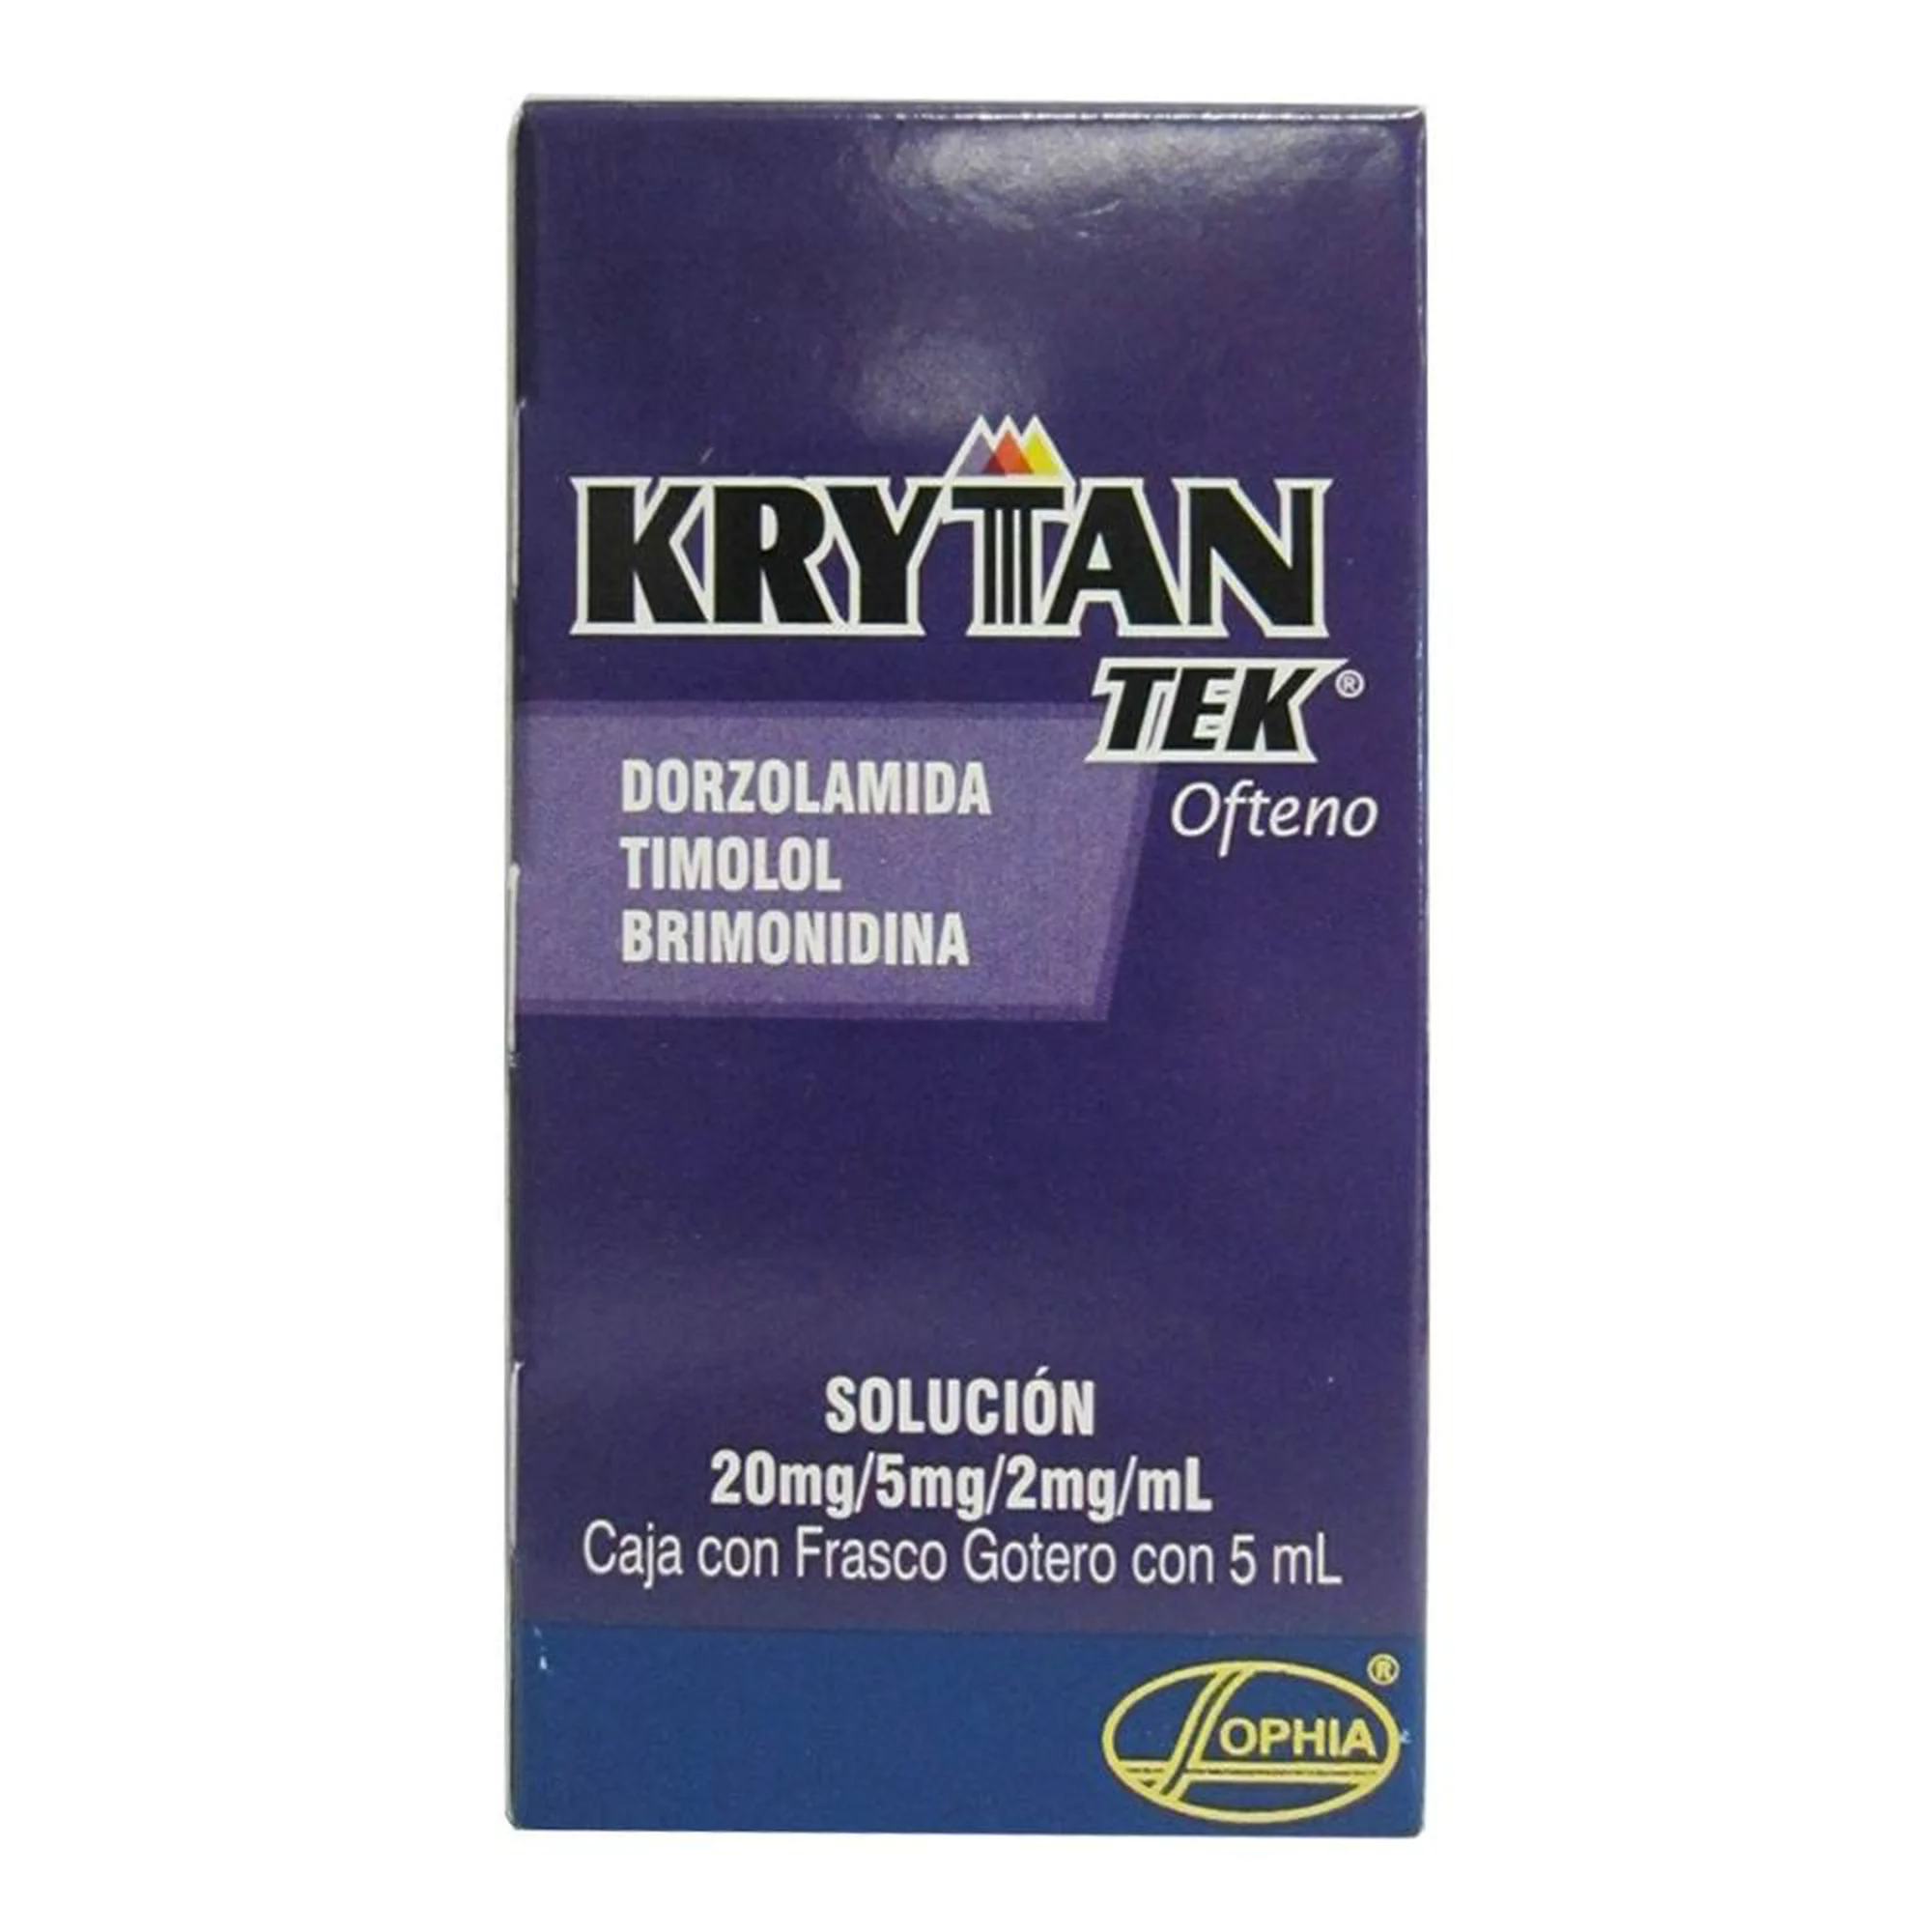 KRYTAN
TEK®
Ofteno
DORZOLAMIDA
TIMOLOL
BRIMONIDINA
SOLUCIÓN
20mg/5mg/2mg/mL
Caja con Frasco Gotero con 5 mL
SOPHIA®